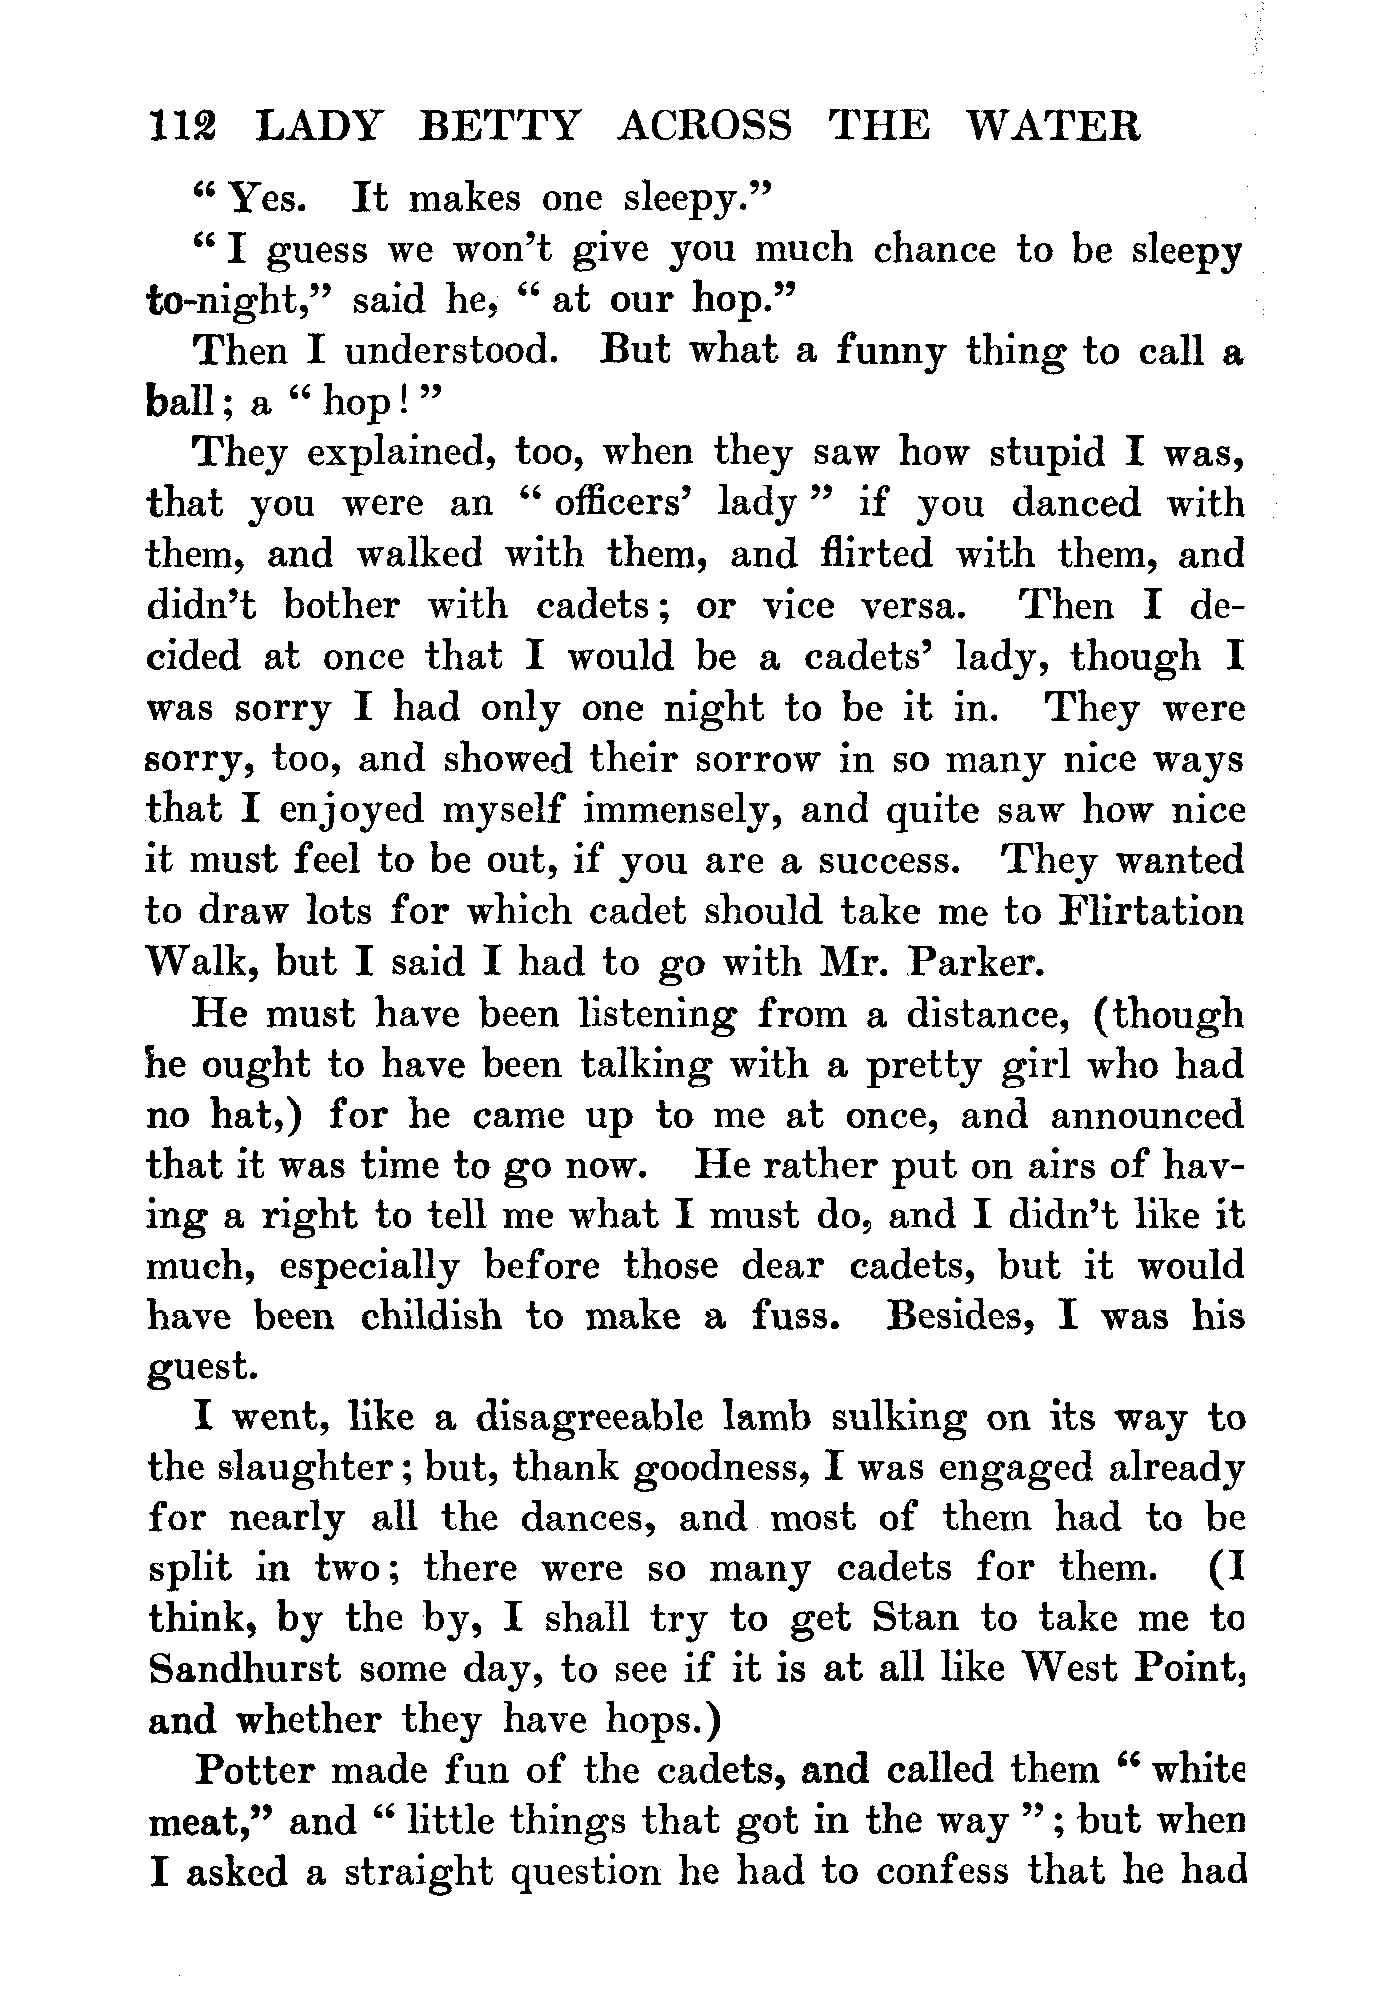 112 LADY BETTY ACROSS THE WATER
" Yes. It makes one sleepy."
" I guess we won't give you much chance to be sleepy
to-night," said he, " at our hop."
Then I understood. But what a funny thing to call a
ball; a " hop! "
They explained, too, when they saw how stupid I was,
that you were an " officers' lady " if you danced with
them, and walked with them, and flirted with them, and
didn't bother with cadets; or vice versa. Then I de-
cided at once that I would be a cadets' lady, though I
was sorry I had only one night to be it in. They were
sorry, too, and showed their sorrow in so many nice ways
that I enjoyed myself immensely, and quite saw how nice
it must feel to be out, if you are a success. They wanted
to draw lots for which cadet should take me to Flirtation
Walk, but I said I had to go with Mr. Parker.
He must have been listening from a distance, (though
he ought to have been talking with a pretty girl who had
no hat,) for he came up to me at once, and announced
that it was time to go now. He rather put on airs of hav-
ing a right to tell me what I must do, and I didn't like it
much, especially before those dear cadets, but it would
have been childish to make a fuss. Besides, I was his
guest.
I went, like a disagreeable lamb sulking on its way to
the slaughter; but, thank goodness, I was engaged already
for nearly all the dances, and most of them had to be
split in two; there were so many cadets for them. (I
think, by the by, I shall try to get Stan to take me to
Sandhurst some day, to see if it is at all like West Point,
and whether they have hops.)
Potter made fun of the cadets, and called them " white
meat," and " little things that got in the way "; but when
I asked a straight question he had to confess that he had